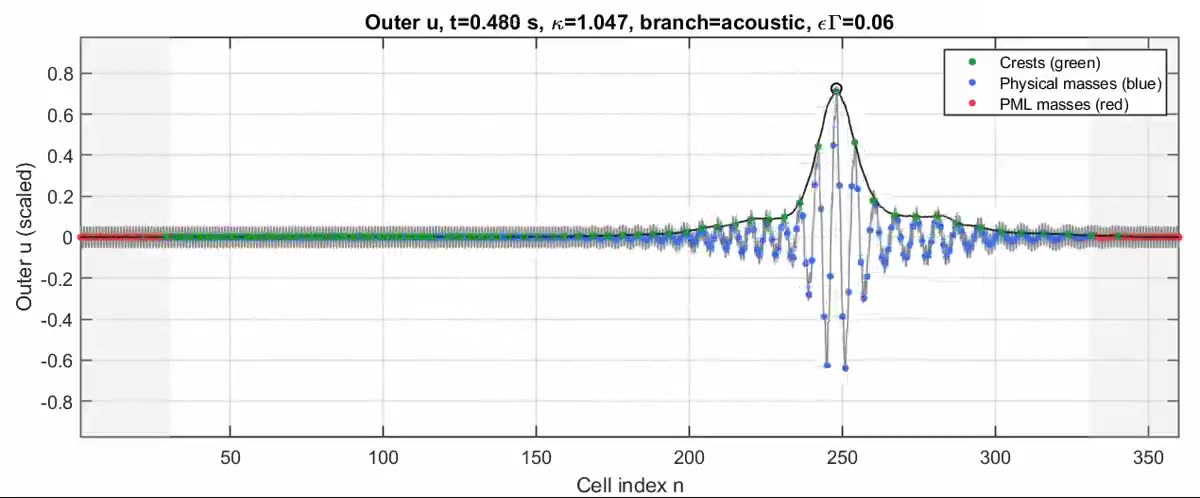 Outer u, t=0.480 s, κ=1.047, branch=acoustic, ϵΓ=0.06
Crests (green)
Physical masses (blue)
PML masses (red)
Outer u (scaled)
0.8
0.6
0.4
0.2
0
-0.2
-0.4
-0.6
-0.8
50 100 150 200 250 300 350
Cell index n